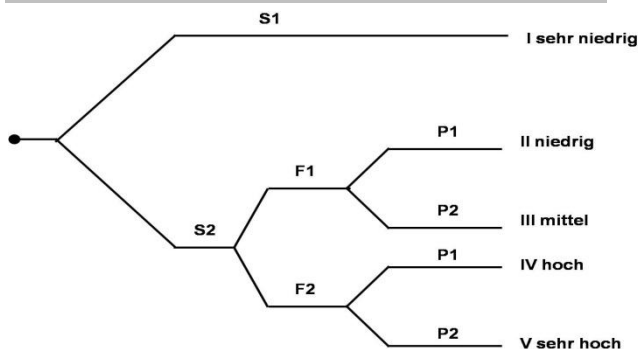 S1
I sehr niedrig
P1
II niedrig
F1
P2
III mittel
S2
P1
IV hoch
F2
P2
V sehr hoch